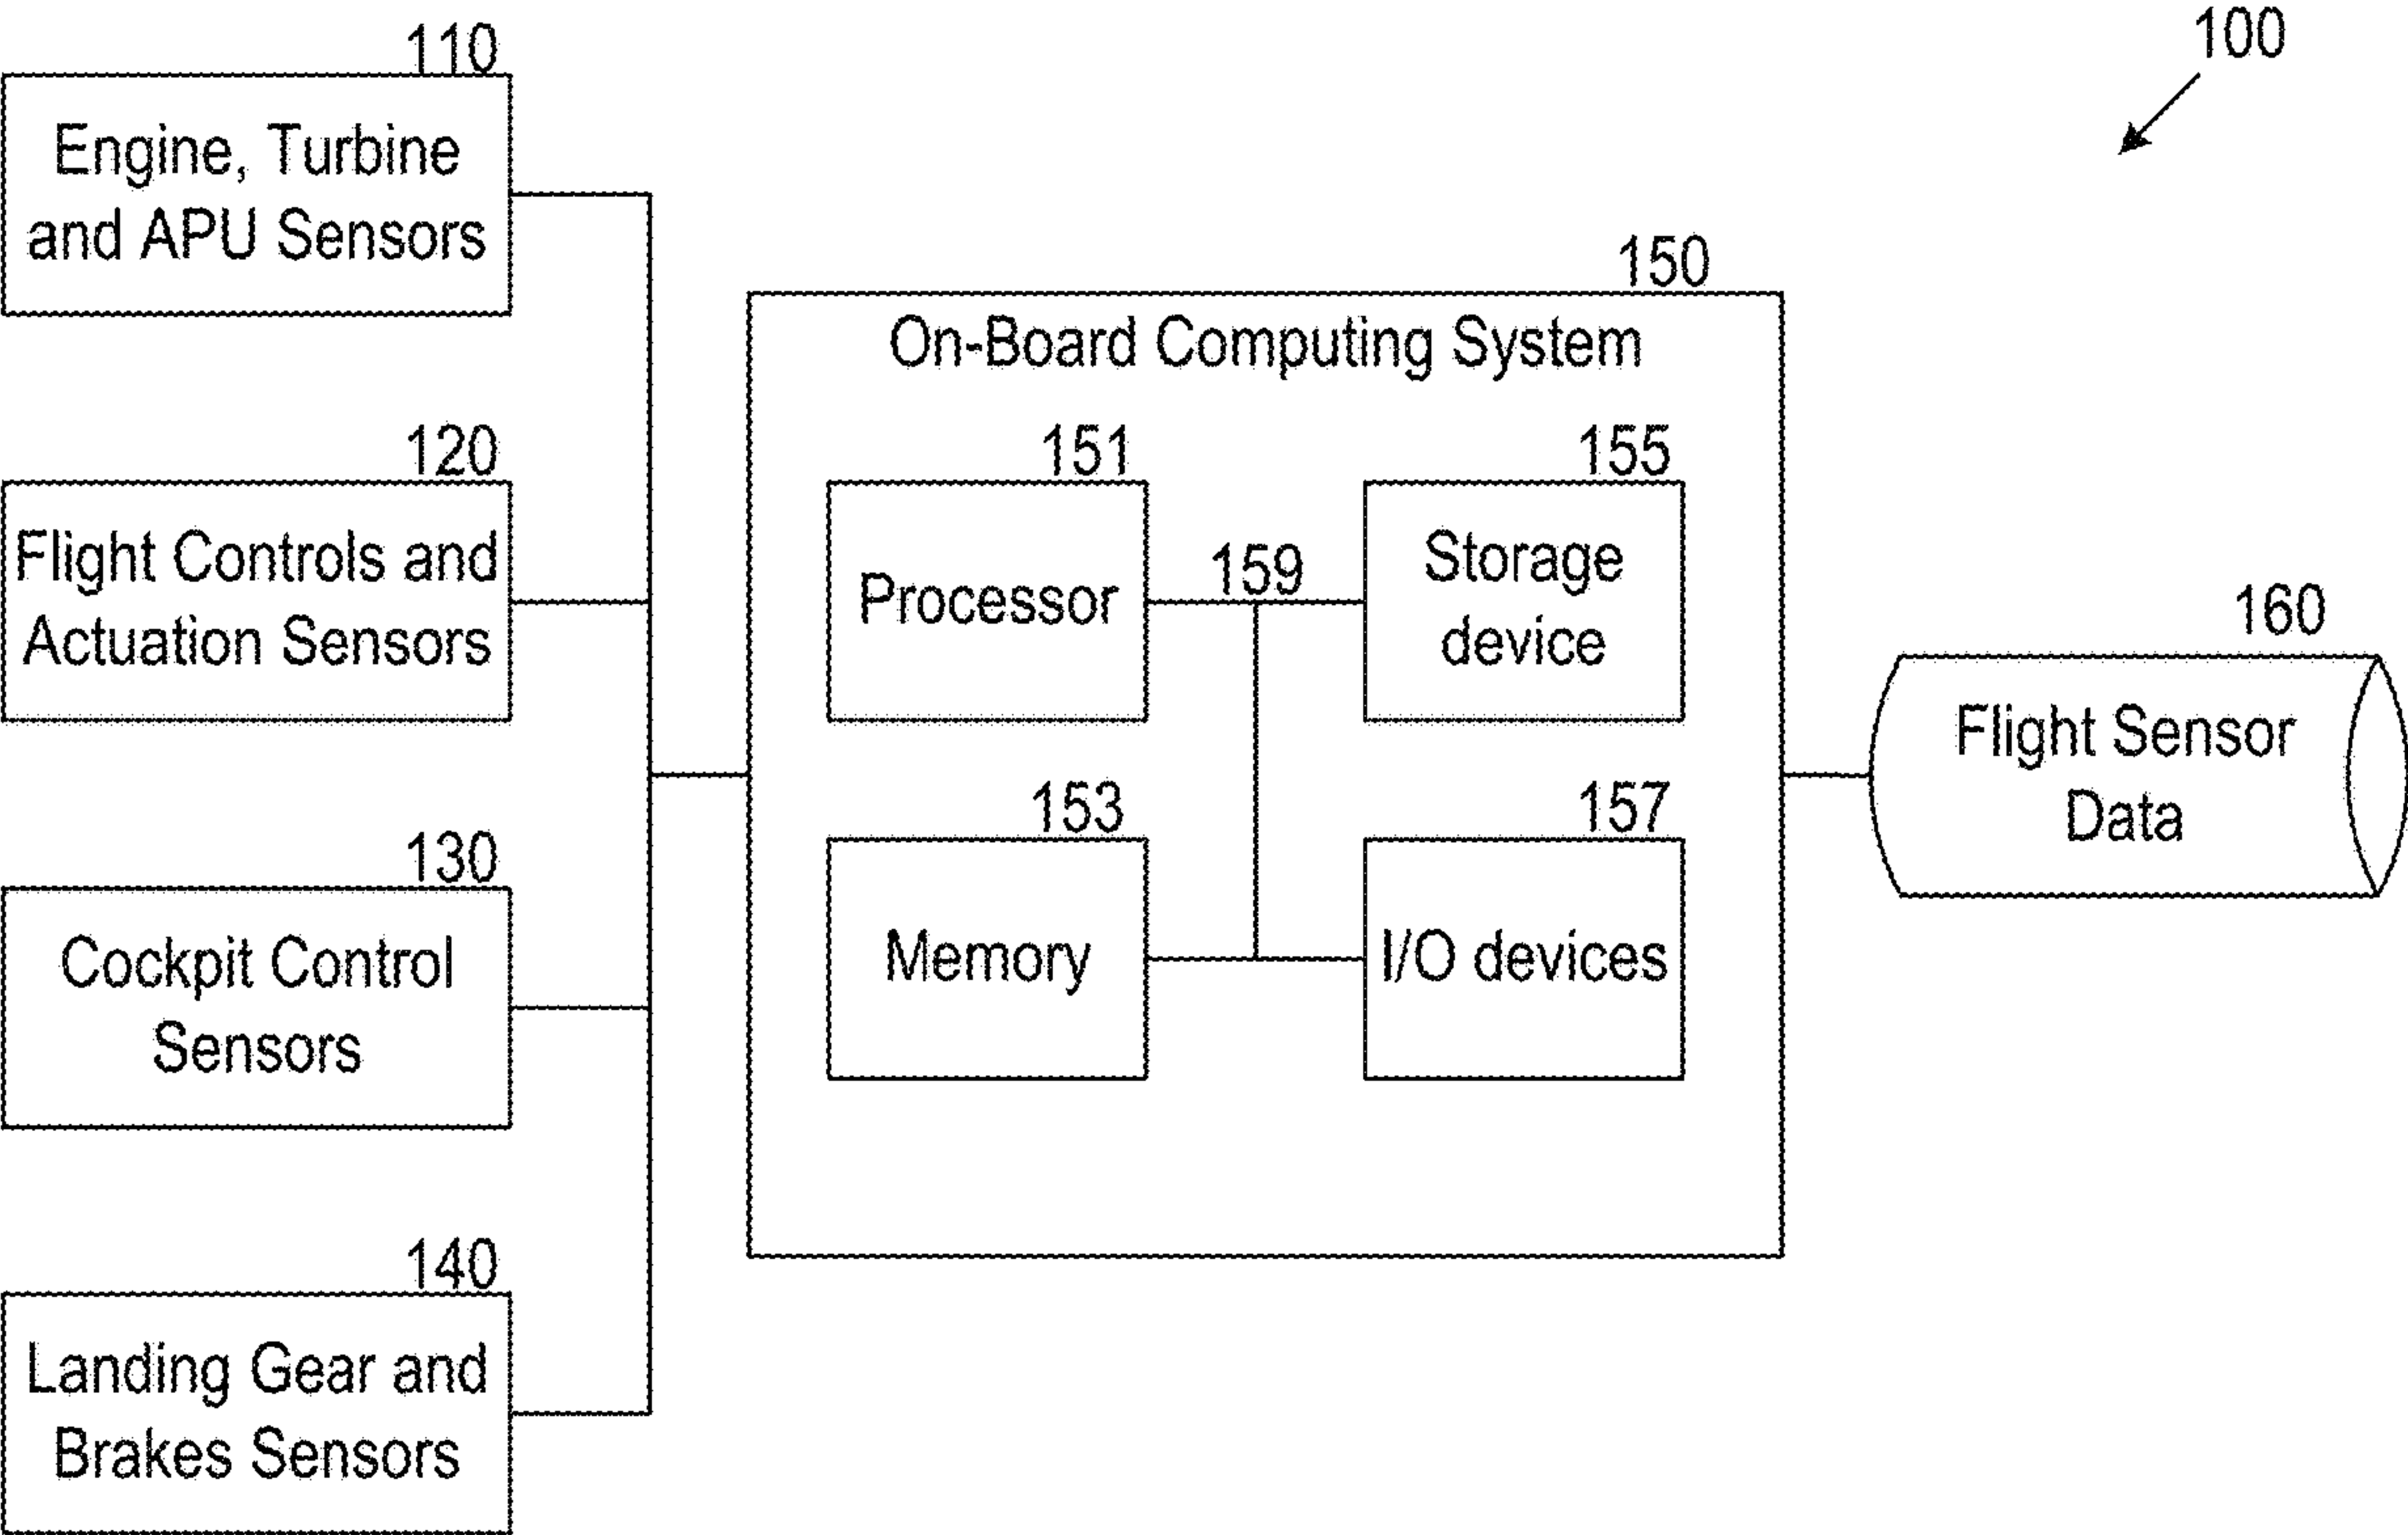 100
110
Engine, Turbine
and APU Sensors
120
Flight Controls and
Actuation Sensors
130
Cockpit Control
Sensors
140
Landing Gear and
Brakes Sensors
150
On-Board Computing System
151
Processor
155
Storage
device
159
153
Memory
157
I/O devices
160
Flight Sensor
Data